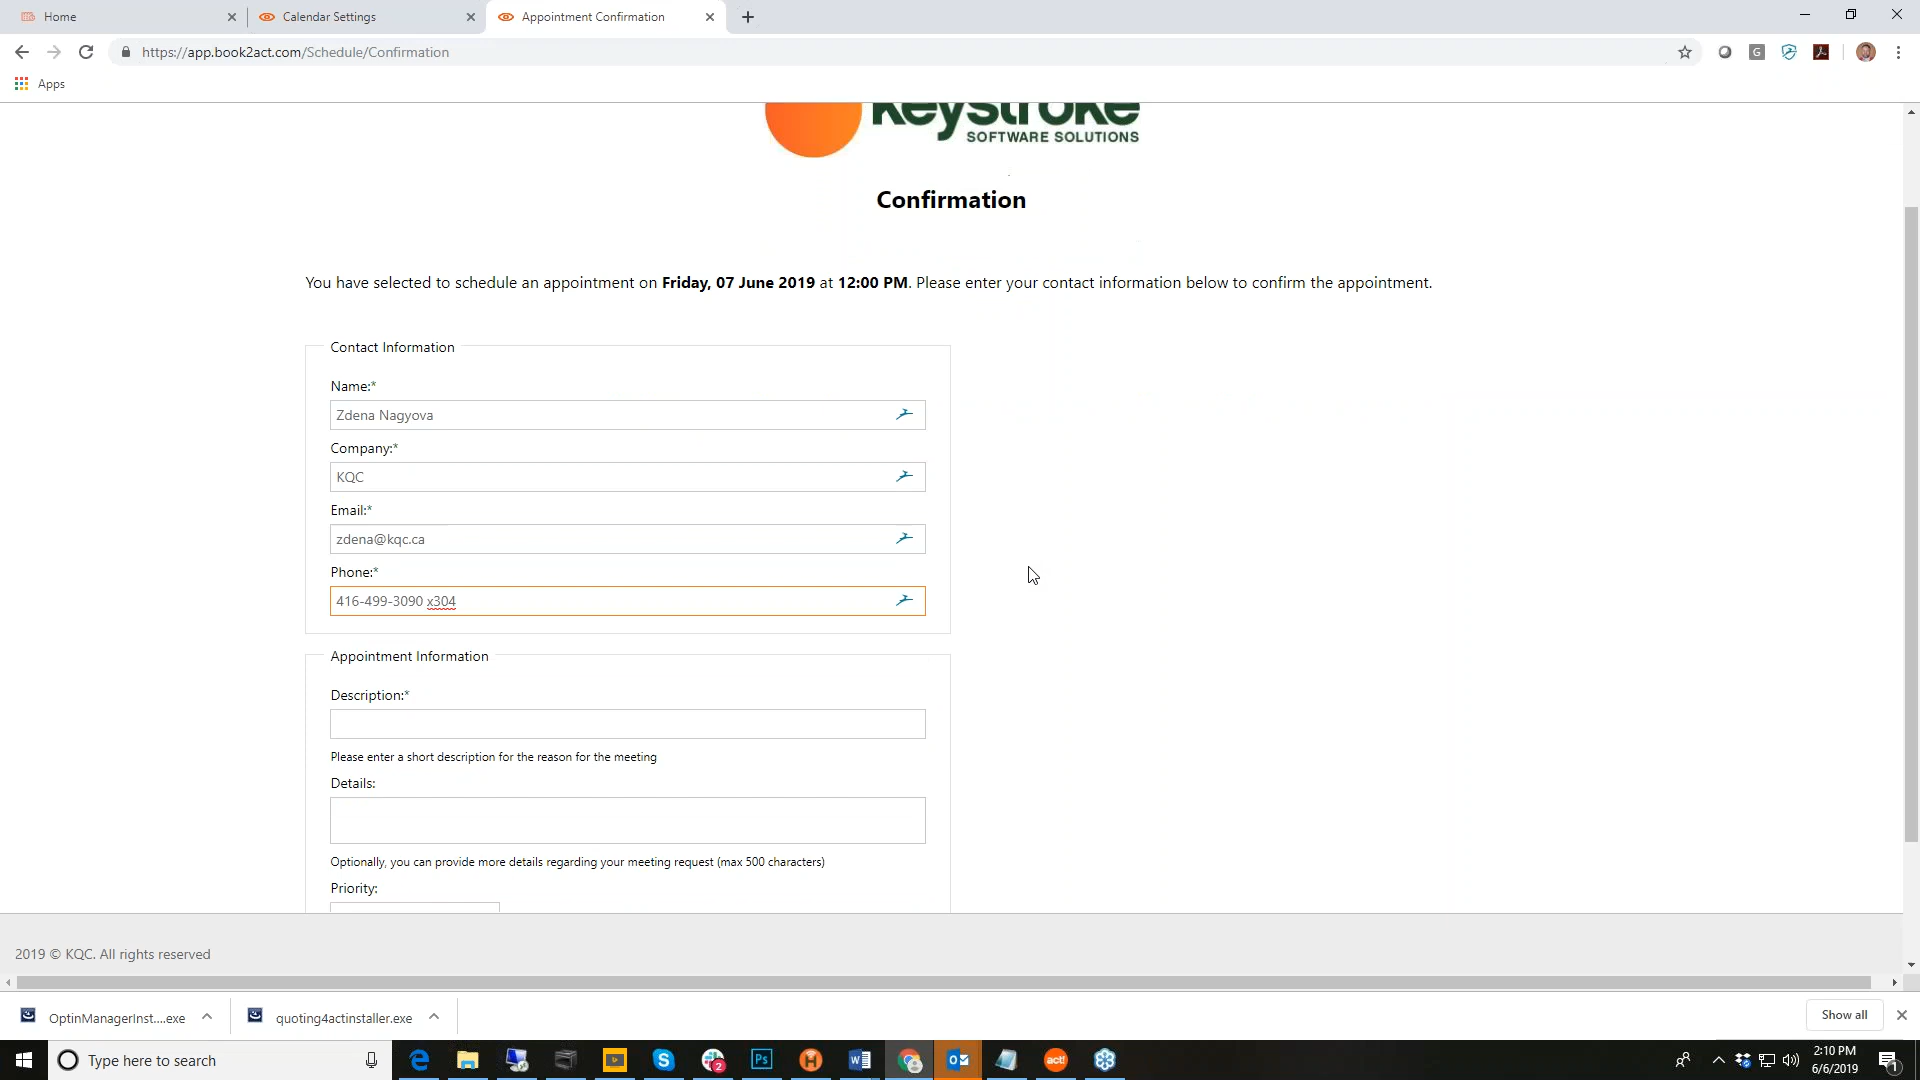 Home
Calendar Settings
Appointment Confirmation
https://app.book2act.com/Schedule/Confirmation
G
Apps
Keystroke
SOFTWARE SOLUTIONS
Confirmation
You have selected to schedule an appointment on Friday, 07 June 2019 at 12:00 PM. Please enter your contact information below to confirm the appointment.
Contact Information
Name:*
Zdena Nagyova
Company:*
KQC
Email:*
zdena@kqc.ca
Phone:*
416-499-3090 x304
Appointment Information
Description:*
Please enter a short description for the reason for the meeting
Details:
Optionally, you can provide more details regarding your meeting request (max 500 characters)
Priority:
2019 © KQC. All rights reserved
OptinManagerInst....exe
quoting4actinstaller.exe
Show all
Type here to search
2
Ps
act!
2:10 PM
6/6/2019
1